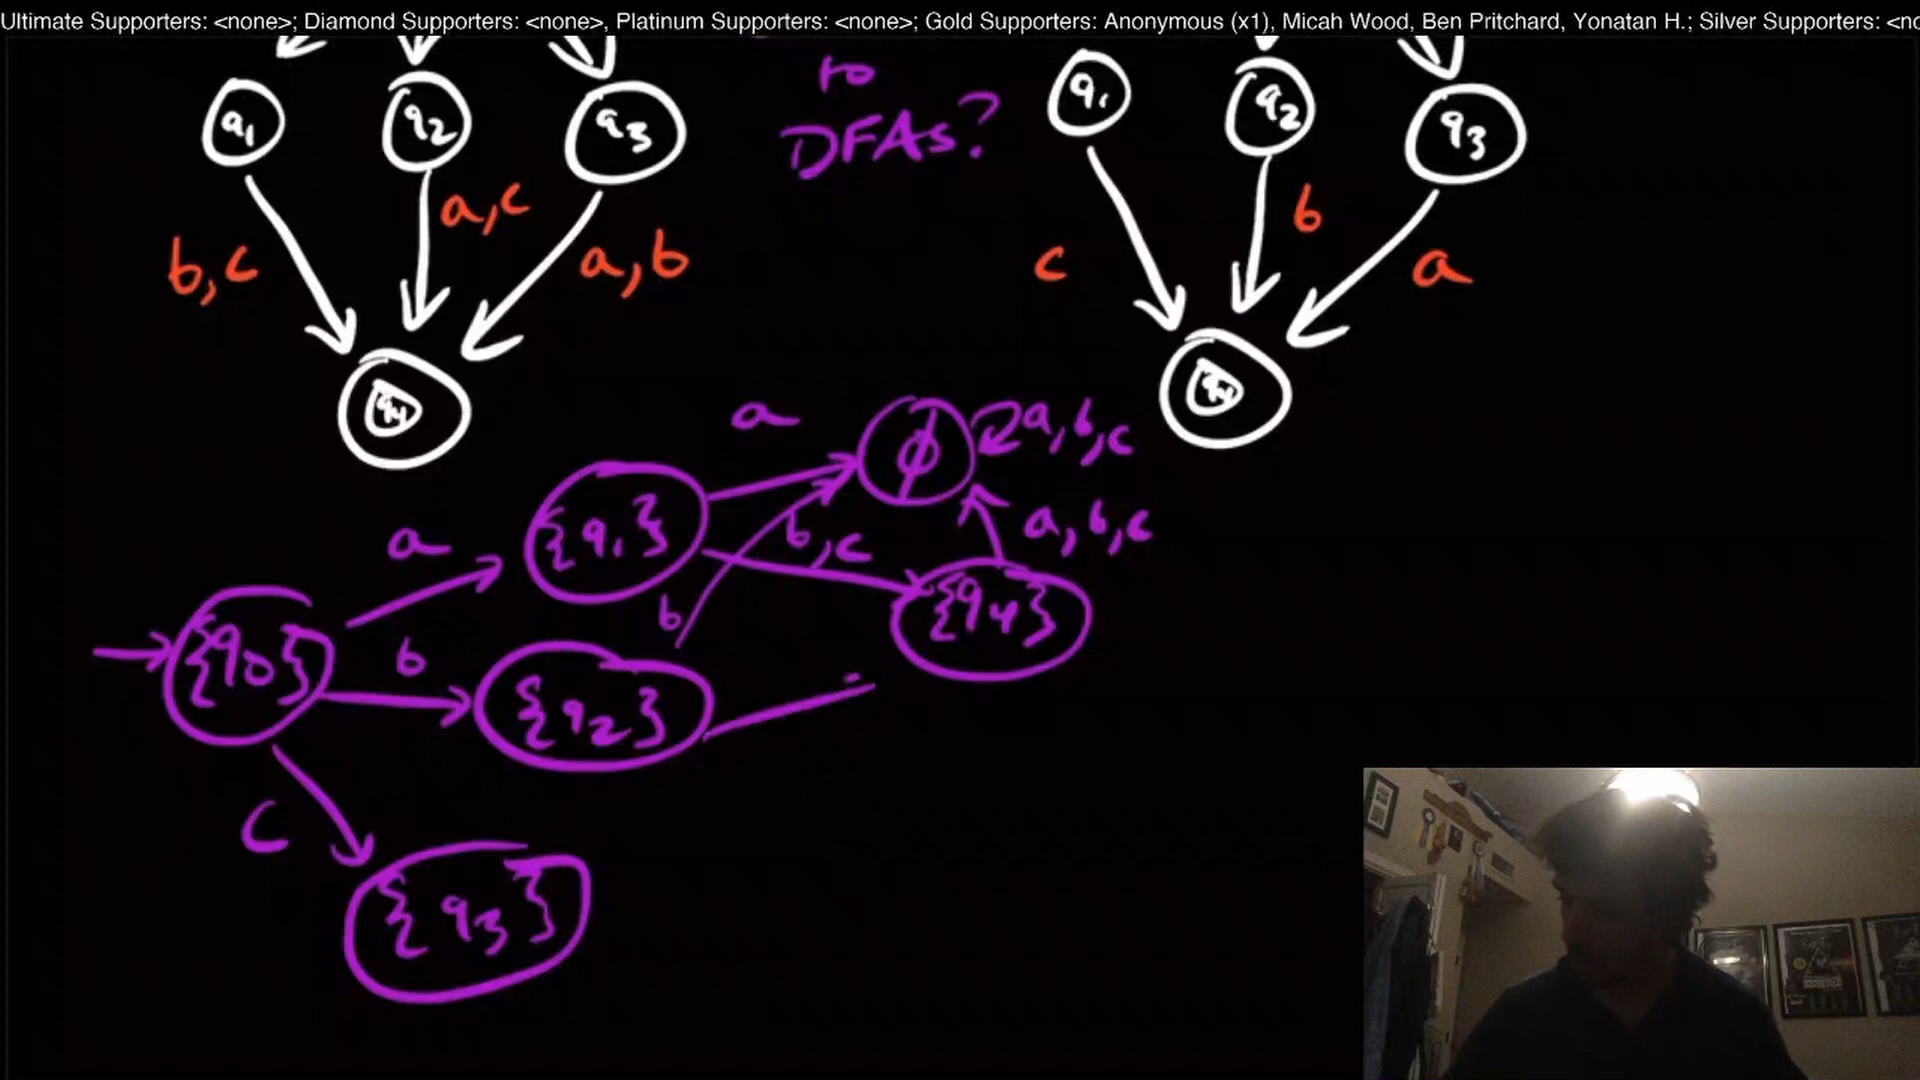 Ultimate Supporters: <none>; Diamond Supporters: <none>, Platinum Supporters: <none>; Gold Supporters: Anonymous (x1), Micah Wood, Ben Pritchard, Yonatan H.; Silver Supporters: <no
to
DFAs?
q1 q2 q3
q1 q2 q3
b,c a,c a,b
c b a
q4
q4
a
∅ a,b,c
a {q1} b,c a,b,c
{q4}
b
{q0} b {q2}
c
{q3}